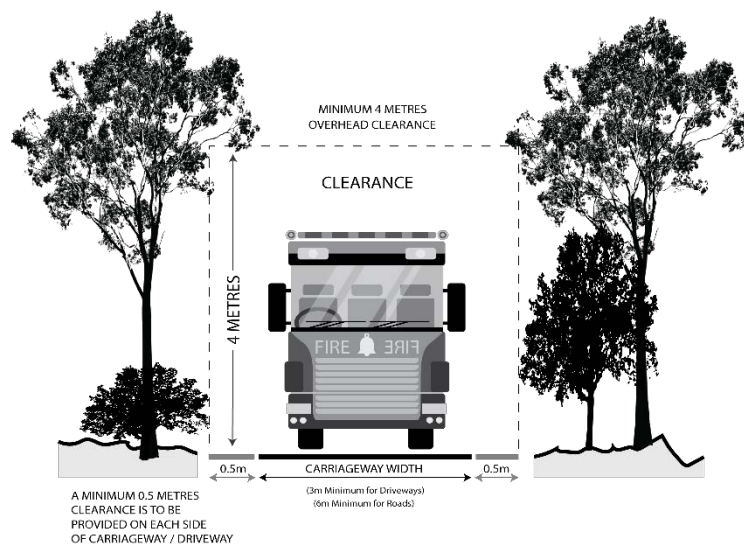 MINIMUM 4 METRES
OVERHEAD CLEARANCE
CLEARANCE
4 METRES
FIRE FIRE
0.5m CARRIAGEWAY WIDTH 0.5m
(3m Minimum for Driveways)
(6m Minimum for Roads)
A MINIMUM 0.5 METRES
CLEARANCE IS TO BE
PROVIDED ON EACH SIDE
OF CARRIAGEWAY / DRIVEWAY